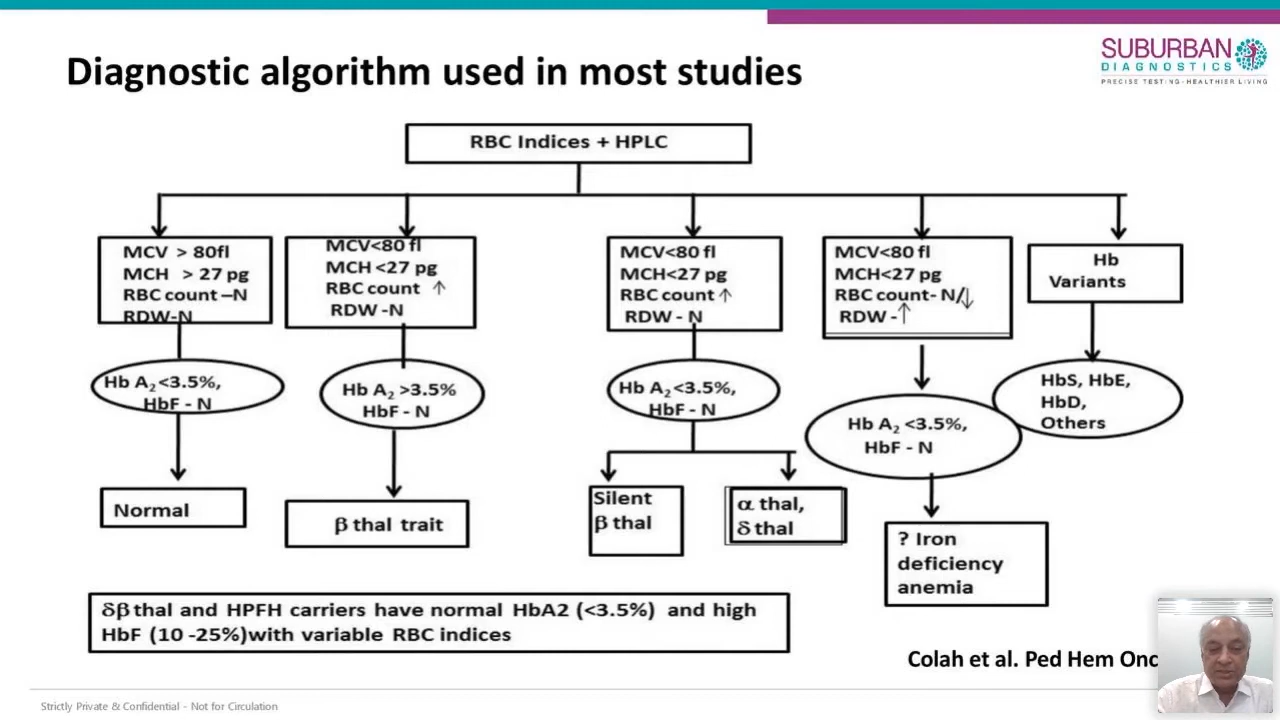 SUBURBAN
DIAGNOSTICS
PRECISE TESTING-HEALTHIER LIVING
Diagnostic algorithm used in most studies
RBC Indices + HPLC
MCV > 80fl
MCH > 27 pg
RBC count –N
RDW-N
MCV<80 fl
MCH <27 pg
RBC count ↑
RDW -N
MCV<80 fl
MCH<27 pg
RBC count ↑
RDW - N
MCV<80 fl
MCH<27 pg
RBC count- N/↓
RDW -↑
Hb
Variants
Hb A₂<3.5%,
HbF - N
Hb A₂ >3.5%
HbF - N
Hb A₂ <3.5%,
HbF - N
Hb A₂ <3.5%,
HbF - N
HbS, HbE,
HbD,
Others
Normal
β thal trait
Silent
β thal
α thal,
δ thal
? Iron
deficiency
anemia
δβ thal and HPFH carriers have normal HbA2 (<3.5%) and high
HbF (10 -25%)with variable RBC indices
Colah et al. Ped Hem Onc
Strictly Private & Confidential - Not for Circulation